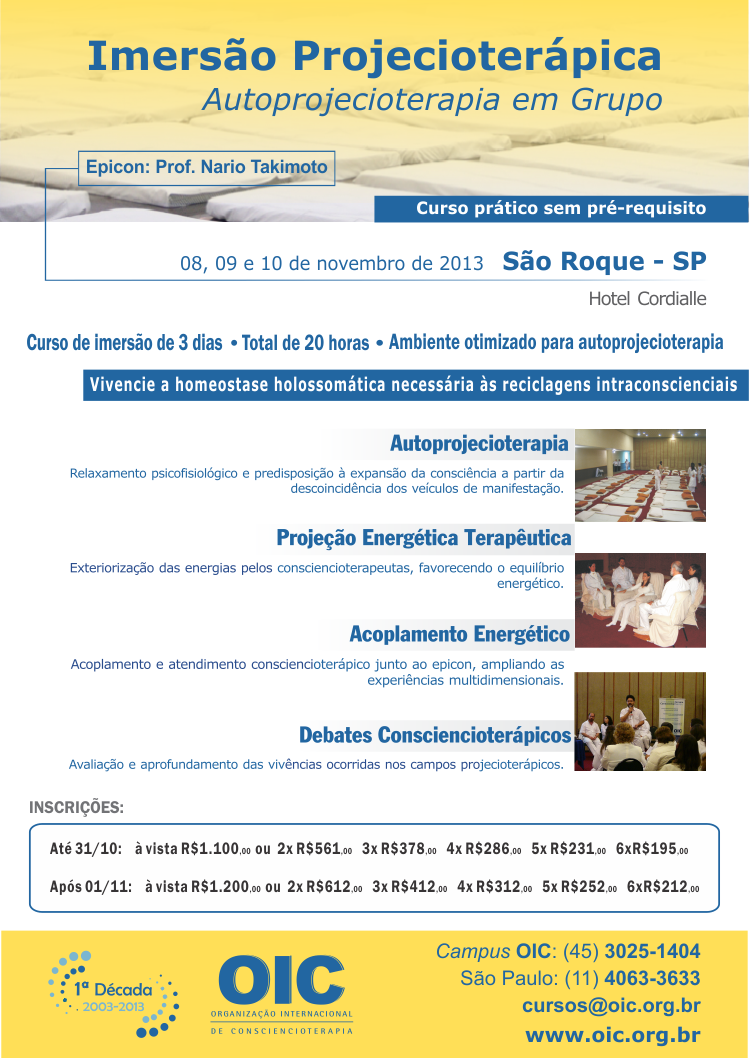 Imersão Projecioterápica
Autoprojecioterapia em Grupo
Epicon: Prof. Nario Takimoto
Curso prático sem pré-requisito
08, 09 e 10 de novembro de 2013 São Roque - SP
Hotel Cordialle
Curso de imersão de 3 dias • Total de 20 horas • Ambiente otimizado para autoprojecioterapia
Vivencie a homeostase holossomática necessária às reciclagens intraconscienciais
Autoprojecioterapia
Relaxamento psicofisiológico e predisposição à expansão da consciência a partir da
descoincidência dos veículos de manifestação.
Projeção Energética Terapêutica
Exteriorização das energias pelos consciencioterapeutas, favorecendo o equilíbrio
energético.
Acoplamento Energético
Acoplamento e atendimento consciencioterápico junto ao epicon, ampliando as
experiências multidimensionais.
OIC
Debates Consciencioterápicos
Avaliação e aprofundamento das vivências ocorridas nos campos projecioterápicos.
INSCRIÇÕES:
Até 31/10: à vista R$1.100,00 ou 2x R$561,00 3x R$378,00 4x R$286,00 5x R$231,00 6xR$195,00
Após 01/11: à vista R$1.200,00 ou 2x R$612,00 3x R$412,00 4x R$312,00 5x R$252,00 6xR$212,00
1ª Década
2003-2013
OIC
ORGANIZAÇÃO INTERNACIONAL
DE CONSCIENCIOTERAPIA
Campus OIC: (45) 3025-1404
São Paulo: (11) 4063-3633
cursos@oic.org.br
www.oic.org.br